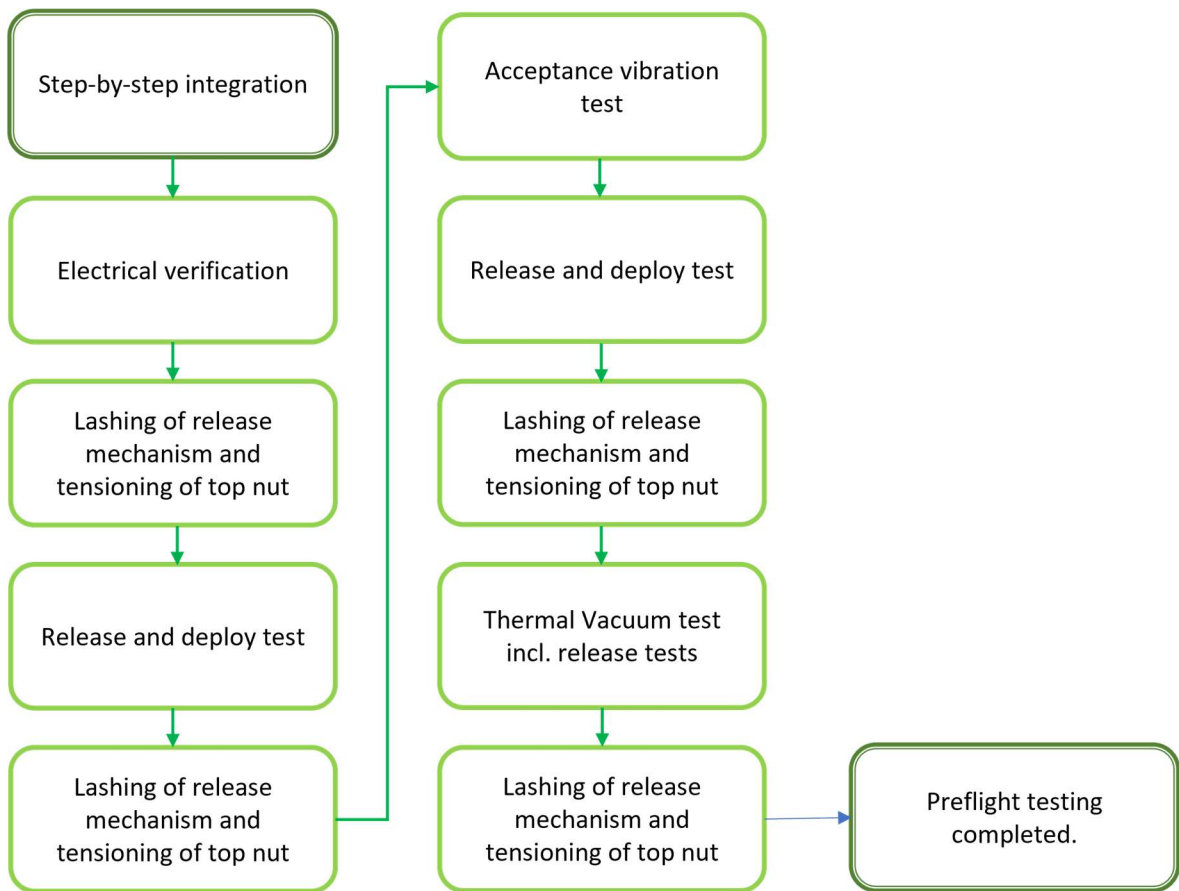 Step-by-step integration
Electrical verification
Lashing of release
mechanism and
tensioning of top nut
Release and deploy test
Lashing of release
mechanism and
tensioning of top nut
Acceptance vibration
test
Release and deploy test
Lashing of release
mechanism and
tensioning of top nut
Thermal Vacuum test
incl. release tests
Lashing of release
mechanism and
tensioning of top nut
Preflight testing
completed.